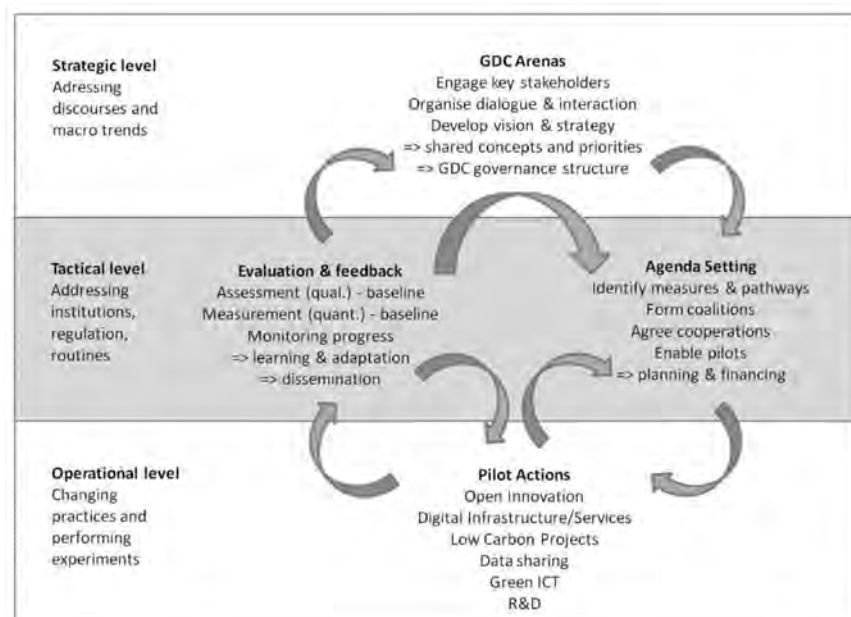 Strategic level
Adressing
discourses and
macro trends
GDC Arenas
Engage key stakeholders
Organise dialogue & interaction
Develop vision & strategy
=> shared concepts and priorities
=> GDC governance structure
Tactical level
Addressing
institutions,
regulation,
routines
Evaluation & feedback
Assessment (qual.) - baseline
Measurement (quant.) - baseline
Monitoring progress
=> learning & adaptation
=> dissemination
Agenda Setting
Identify measures & pathways
Form coalitions
Agree cooperations
Enable pilots
=> planning & financing
Operational level
Changing
practices and
performing
experiments
Pilot Actions
Open Innovation
Digital Infrastructure/Services
Low Carbon Projects
Data sharing
Green ICT
R&D